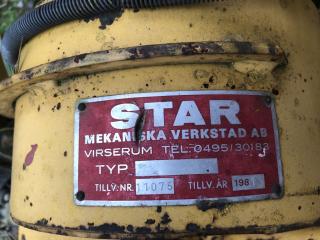 STAR
MEKANISKA VERKSTAD AB
VIRSERUM TEL. 0495/30183
TYP
TILLV.NR. 11075 TILLV.ÅR 198